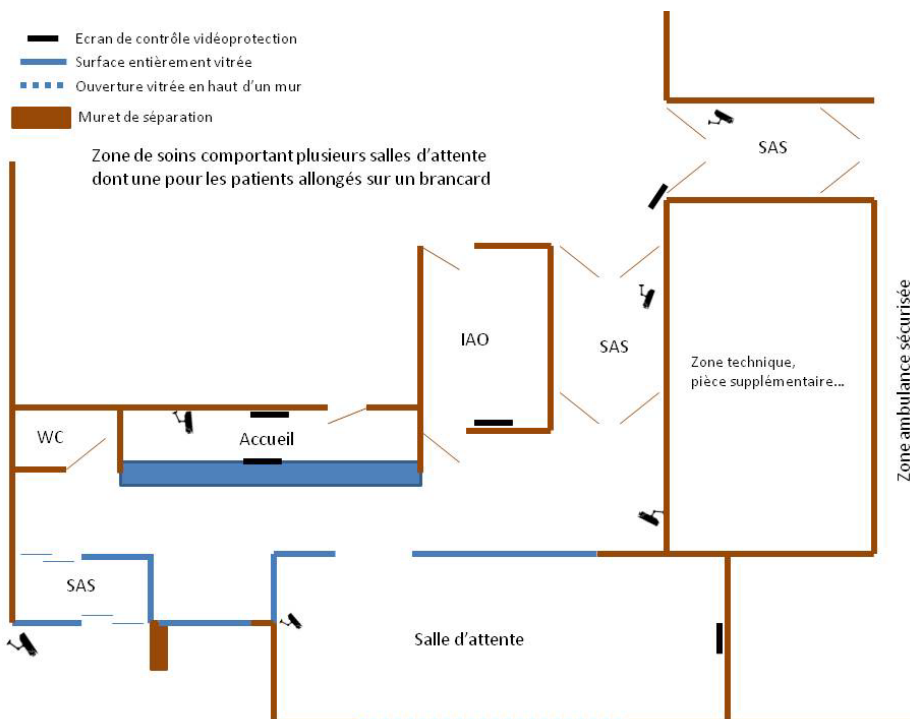 Ecran de contrôle vidéoprotection
Surface entièrement vitrée
Ouverture vitrée en haut d'un mur
Muret de séparation
Zone de soins comportant plusieurs salles d'attente
dont une pour les patients allongés sur un brancard
SAS
IAO
SAS
Zone technique,
pièce supplémentaire...
Zone ambulance sécurisée
WC
Accueil
SAS
Salle d'attente